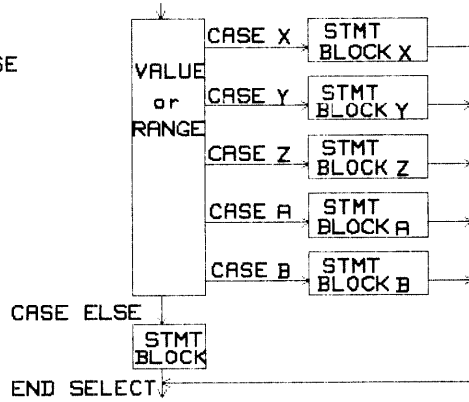 CASE X
STMT
BLOCK X
SE
VALUE
or
RANGE
CASE Y
STMT
BLOCK Y
CASE Z
STMT
BLOCK Z
CASE A
STMT
BLOCK A
CASE B
STMT
BLOCK B
CASE ELSE
STMT
BLOCK
END SELECT